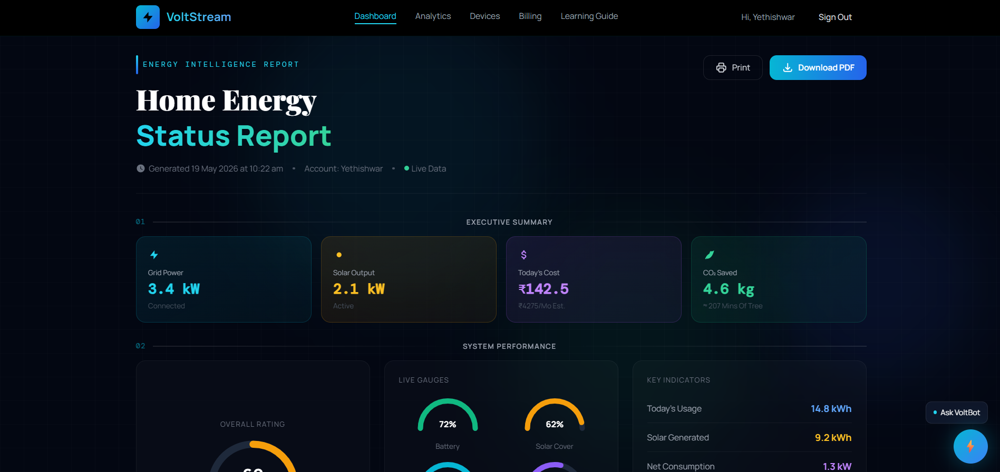 VoltStream
Dashboard Analytics Devices Billing Learning Guide
Hi, Yethishwar Sign Out
ENERGY INTELLIGENCE REPORT
Print Download PDF
Home Energy
Status Report
Generated 19 May 2026 at 10:22 am Account: Yethishwar Live Data
01 EXECUTIVE SUMMARY
Grid Power
3.4 kW
Connected
Solar Output
2.1 kW
Active
$
Today's Cost
₹142.5
₹4275/Mo Est.
CO₂ Saved
4.6 kg
≈ 207 Mins Of Tree
02 SYSTEM PERFORMANCE
OVERALL RATING
LIVE GAUGES
72%
Battery
62%
Solar Cover
KEY INDICATORS
Today's Usage 14.8 kWh
Solar Generated 9.2 kWh
Net Consumption 1.3 kW
Ask VoltBot